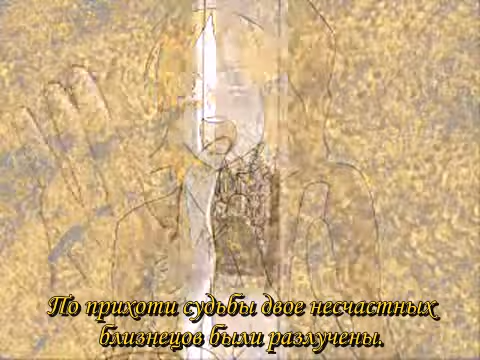 По прихоти судьбы двое несчастных
близнецов были разлучены.